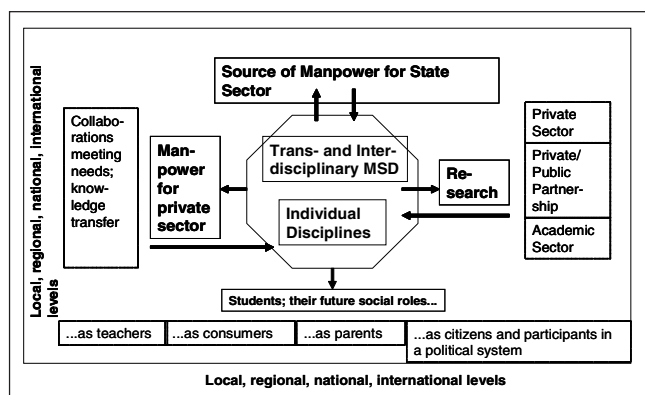 Source of Manpower for State
Sector
Local, regional, national, international
levels
Collabo-
rations
meeting
needs;
know-
ledge
transfer
Man-
power
for
private
sector
Trans- and Inter-
disciplinary MSD
Individual
Disciplines
Re-
search
Private
Sector
Private/
Public
Partner-
ship
Academic
Sector
Students; their future social roles...
...as teachers
...as consumers
...as parents
...as citizens and participants in
a political system
Local, regional, national, international levels